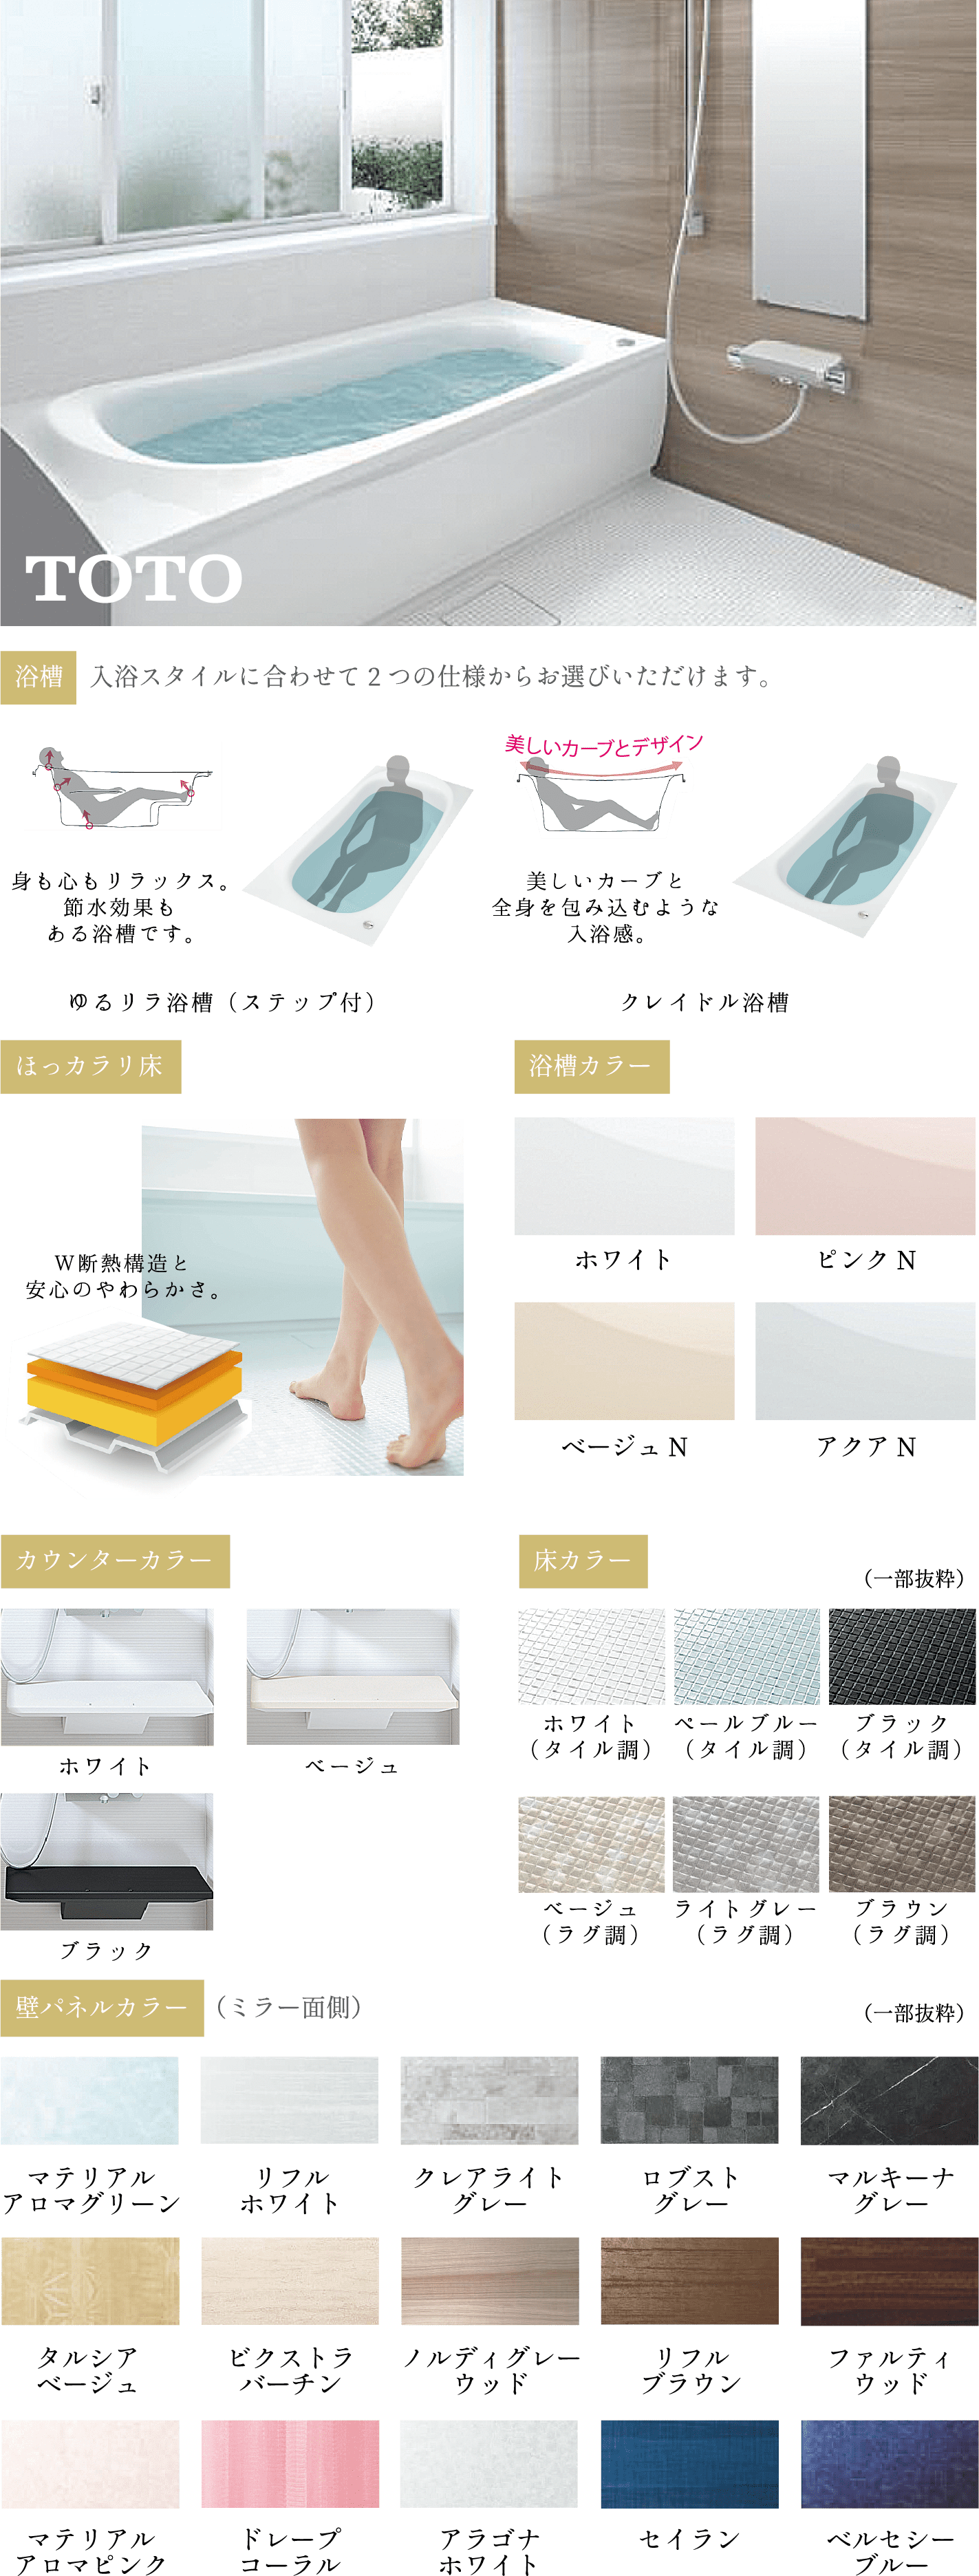 TOTO
浴槽
入浴スタイルに合わせて2つの仕様からお選びいただけます。
身も心もリラックス。
節水効果も
ある浴槽です。
ゆるリラ浴槽（ステップ付）
美しいカーブとデザイン
美しいカーブと
全身を包み込むような
入浴感。
クレイドル浴槽
ほっカラリ床
W断熱構造と
安心のやわらかさ。
浴槽カラー
ホワイト
ピンクN
ベージュN
アクアN
カウンターカラー
ホワイト
ベージュ
ブラック
床カラー
（一部抜粋）
ホワイト
（タイル調）
ペールブルー
（タイル調）
ブラック
（タイル調）
ベージュ
（ラグ調）
ライトグレー
（ラグ調）
ブラウン
（ラグ調）
壁パネルカラー
（ミラー面側）
（一部抜粋）
マテリアル
アロマグリーン
リフル
ホワイト
クレアライト
グレー
ロブスト
グレー
マルキーナ
グレー
タルシア
ベージュ
ビクストラ
バーチン
ノルディグレー
ウッド
リフル
ブラウン
ファルティ
ウッド
マテリアル
アロマピンク
ドレープ
コーラル
アラゴナ
ホワイト
セイラン
ベルセシー
ブルー